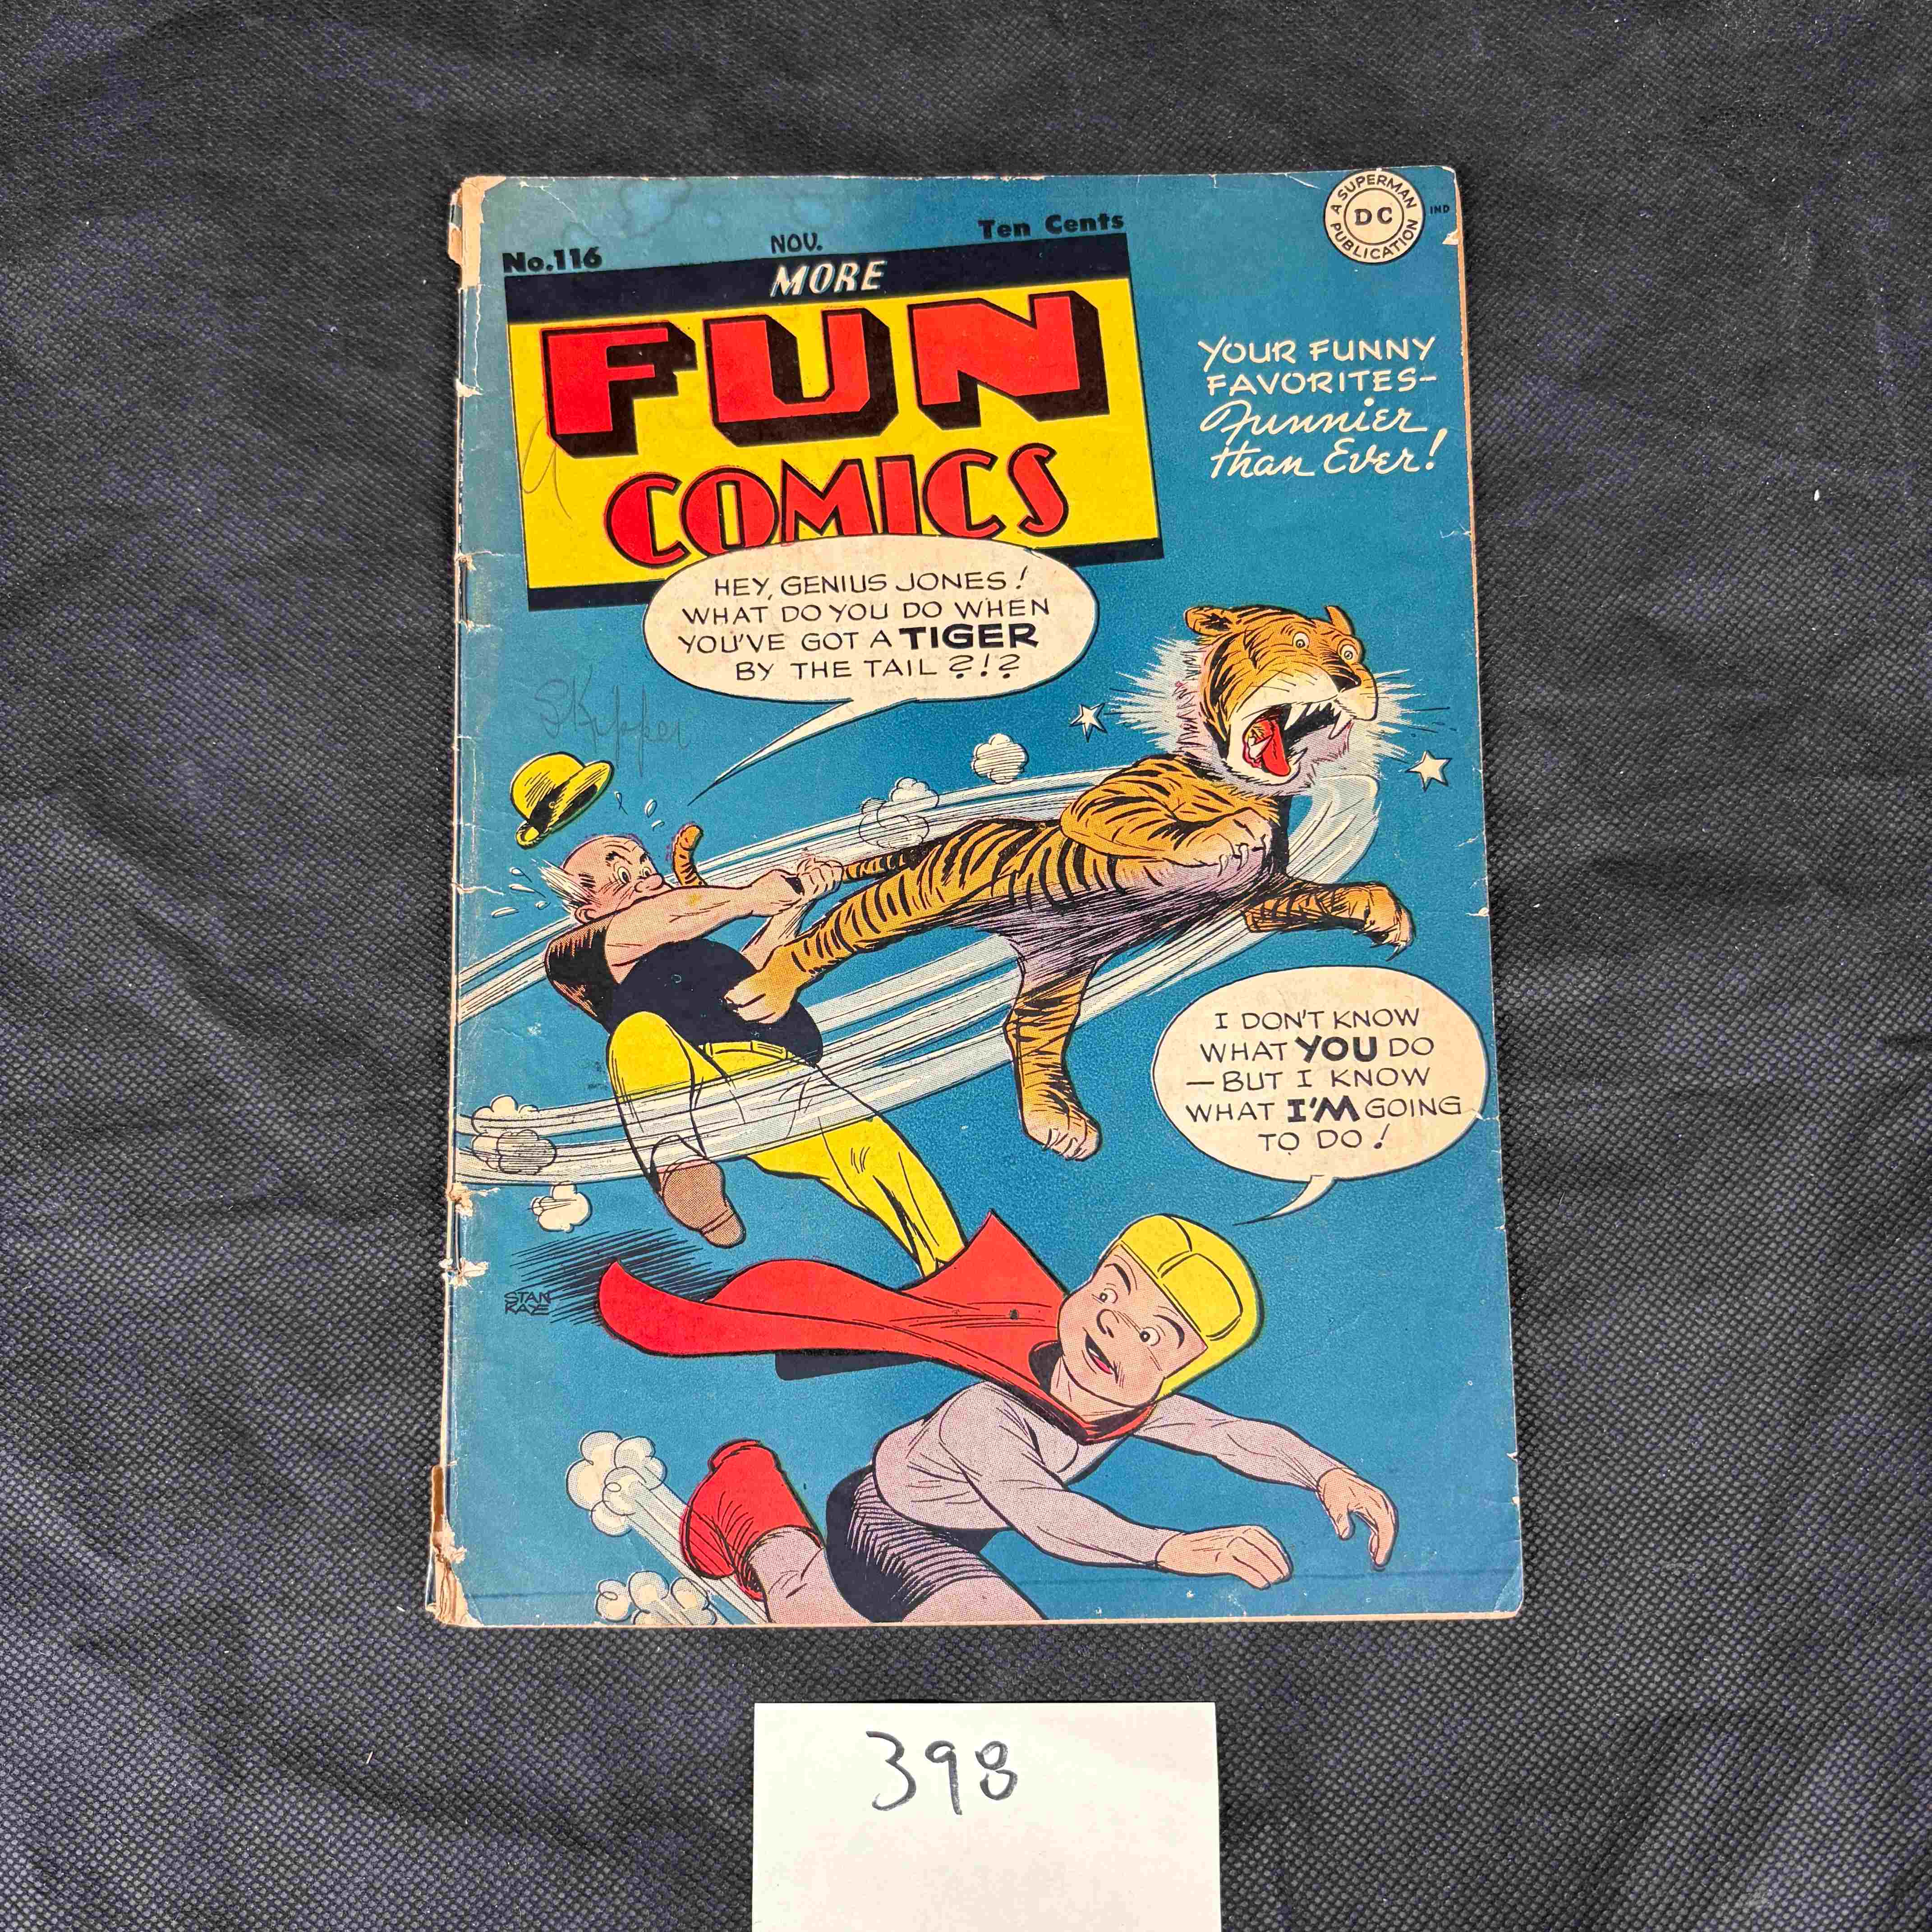 No.116
NOV.
Ten Cents
A SUPERMAN
DC
PUBLICATION
IND
MORE
FUN
COMICS
YOUR FUNNY
FAVORITES-
Funnier
than Ever!
HEY, GENIUS JONES!
WHAT DO YOU DO WHEN
YOU'VE GOT A TIGER
BY THE TAIL?!?
Skipper
I DON'T KNOW
WHAT YOU DO
—BUT I KNOW
WHAT I'M GOING
TO DO!
STAN
KAYE
398